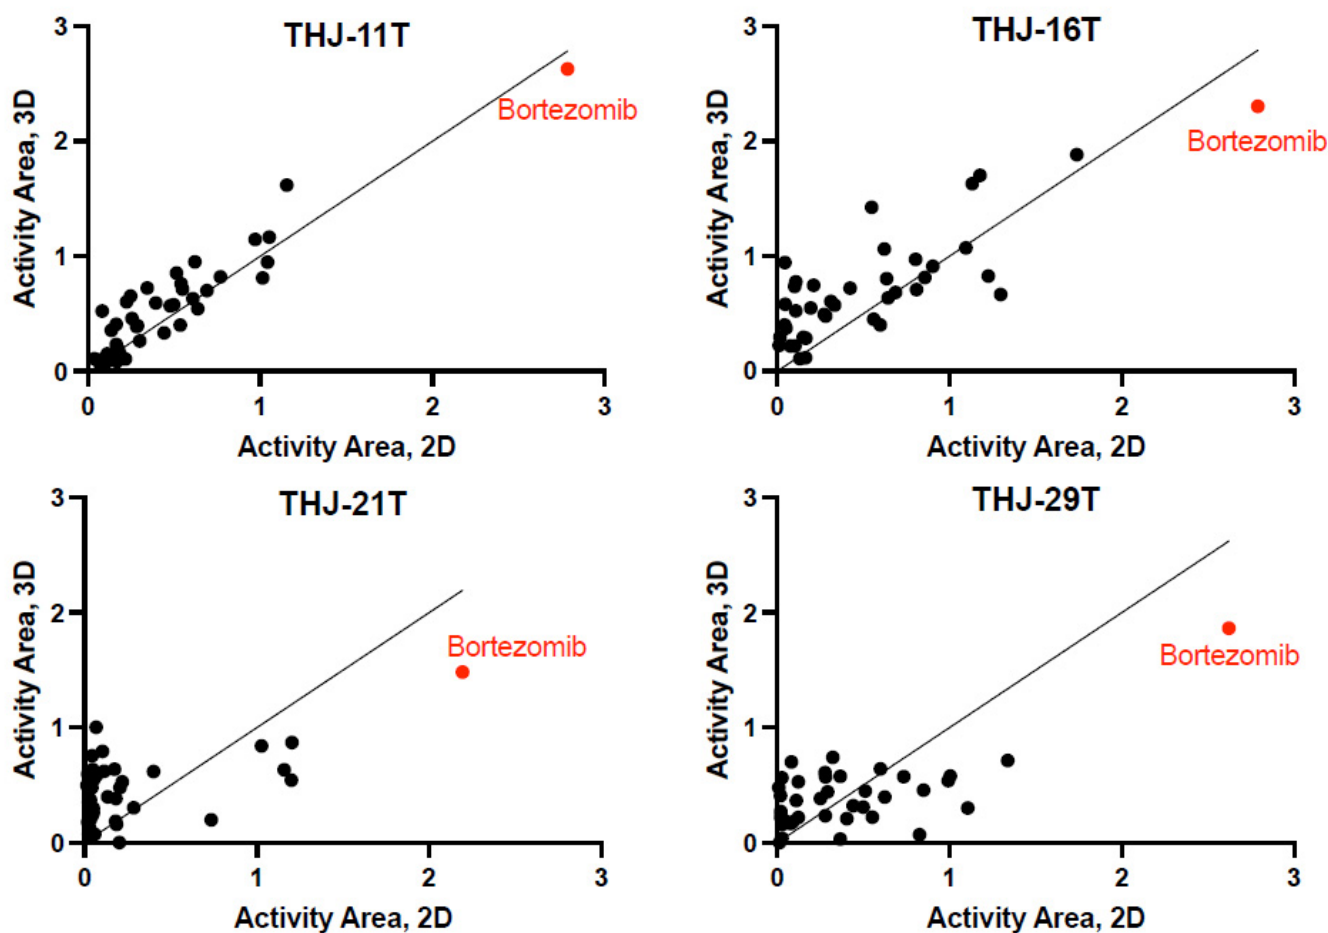 THJ-11T
3
2
1
0
Activity Area, 3D
Bortezomib
0 1 2 3
Activity Area, 2D
THJ-16T
3
2
1
0
Activity Area, 3D
Bortezomib
0 1 2 3
Activity Area, 2D
THJ-21T
3
2
1
0
Activity Area, 3D
Bortezomib
0 1 2 3
Activity Area, 2D
THJ-29T
3
2
1
0
Activity Area, 3D
Bortezomib
0 1 2 3
Activity Area, 2D